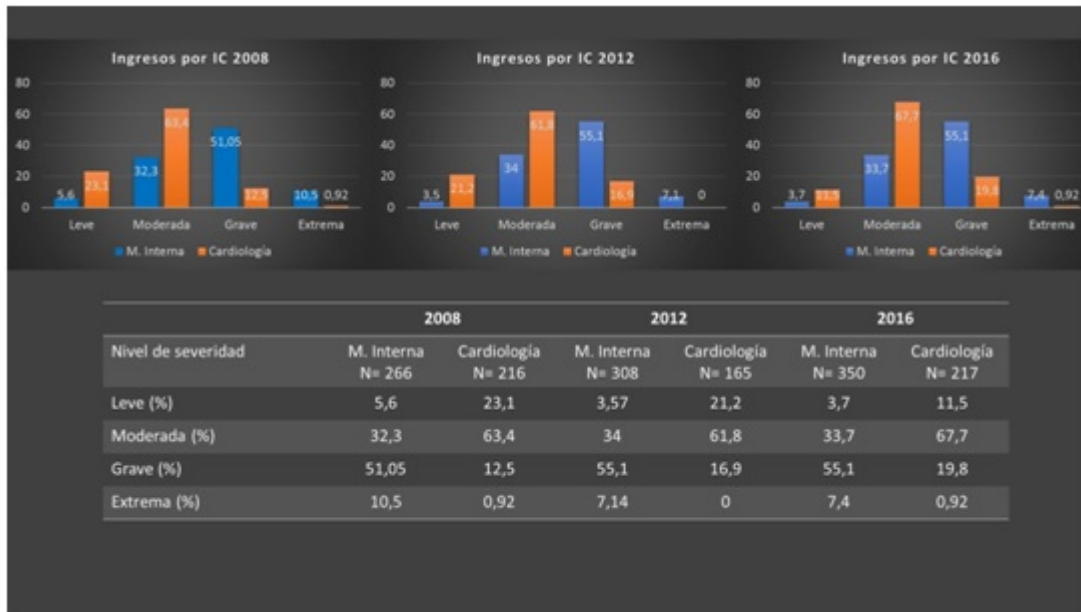 Ingresos por IC 2008
80
60
40
20
0
5,6 23,1 32,3 63,4 51,05 12,5 10,5 0,92
Leve Moderada Grave Extrema
M. Interna Cardiología
Ingresos por IC 2012
80
60
40
20
0
3,5 21,2 34 61,8 55,1 16,9 7,1 0
Leve Moderada Grave Extrema
M. Interna Cardiología
Ingresos por IC 2016
80
60
40
20
0
3,7 11,5 33,7 67,7 55,1 19,8 7,4 0,92
Leve Moderada Grave Extrema
M. Interna Cardiología
2008 2012 2016
Nivel de severidad M. Interna Cardiología M. Interna Cardiología M. Interna Cardiología
N= 266 N= 216 N= 308 N= 165 N= 350 N= 217
Leve (%) 5,6 23,1 3,57 21,2 3,7 11,5
Moderada (%) 32,3 63,4 34 61,8 33,7 67,7
Grave (%) 51,05 12,5 55,1 16,9 55,1 19,8
Extrema (%) 10,5 0,92 7,14 0 7,4 0,92